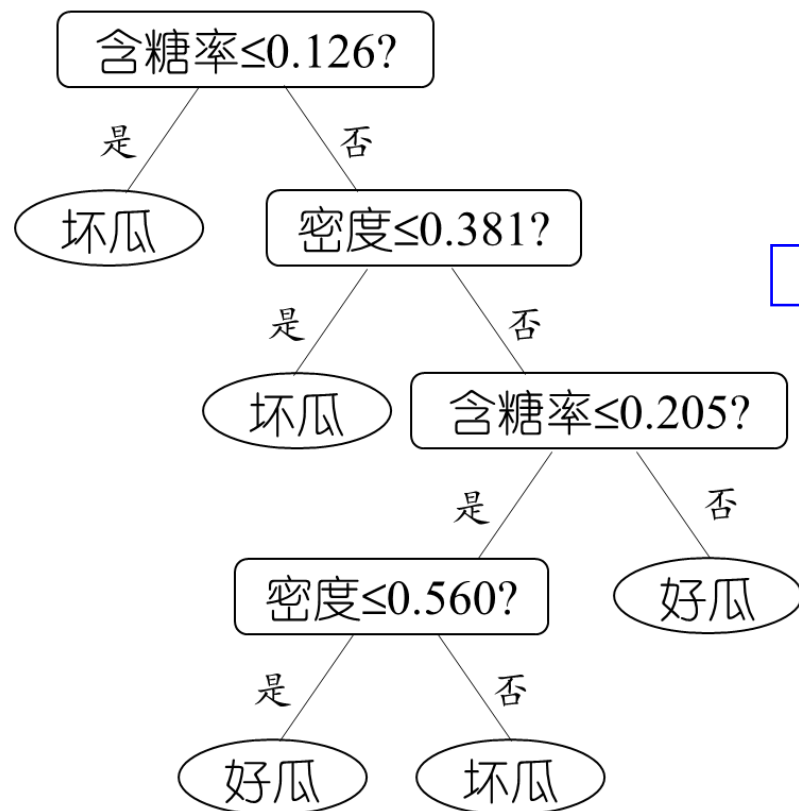 含糖率≤0.126?
是 否
坏瓜 密度≤0.381?
是 否
坏瓜 含糖率≤0.205?
是 否
密度≤0.560? 好瓜
是 否
好瓜 坏瓜